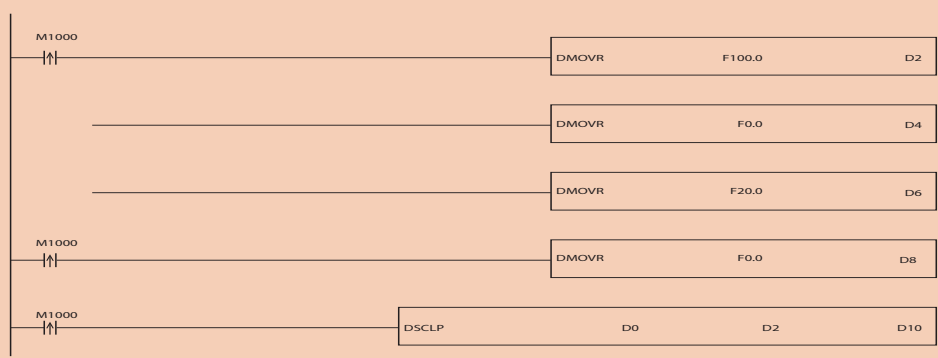 M1000
DMOVR F100.0 D2
DMOVR F0.0 D4
DMOVR F20.0 D6
M1000
DMOVR F0.0 D8
M1000
DSCLP D0 D2 D10